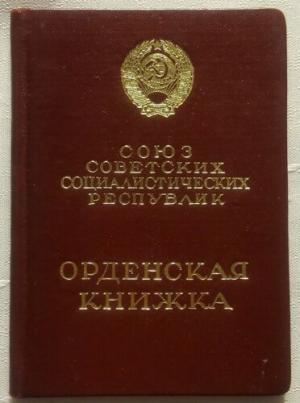 СОЮЗ
СОВЕТСКИХ
СОЦИАЛИСТИЧЕСКИХ
РЕСПУБЛИК
ОРДЕНСКАЯ
КНИЖКА